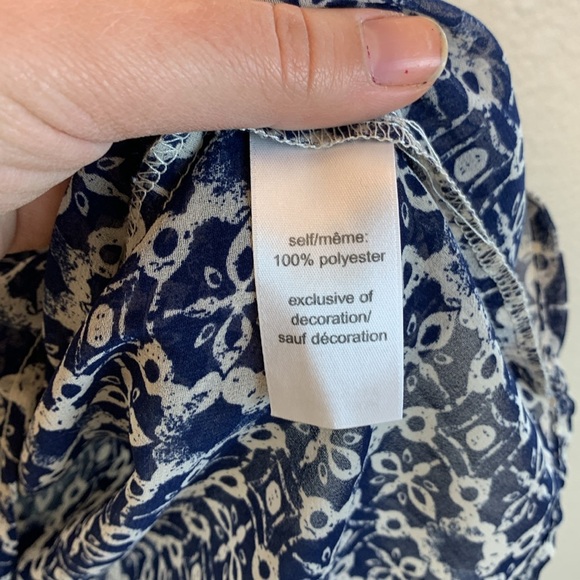 self/même:
100% polyester
exclusive of
decoration/
sauf décoration